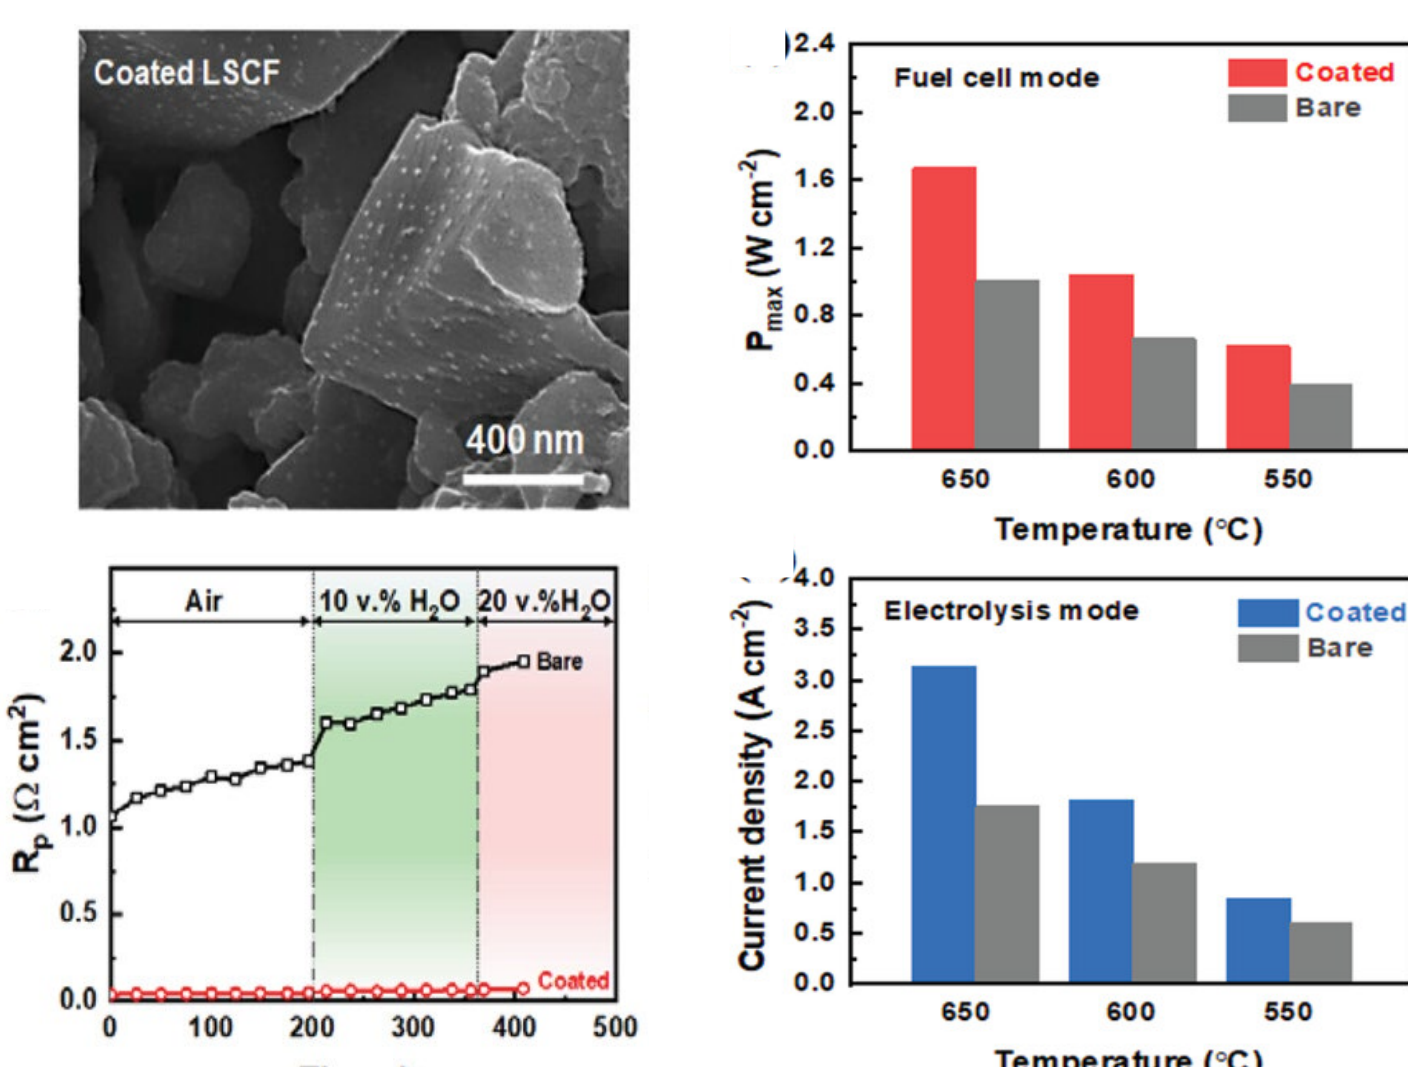 Coated LSCF
400 nm
2.4
2.0
1.6
1.2
0.8
0.4
0.0
P_max (W cm⁻²)
Fuel cell mode
Coated
Bare
650 600 550
Temperature (°C)
Air
10 v.% H₂O
20 v.%H₂O
2.0
1.5
1.0
0.5
0.0
R_p (Ω cm²)
Bare
Coated
0 100 200 300 400 500
4.0
3.5
3.0
2.5
2.0
1.5
1.0
0.5
0.0
Current density (A cm⁻²)
Electrolysis mode
Coated
Bare
650 600 550
Temperature (°C)